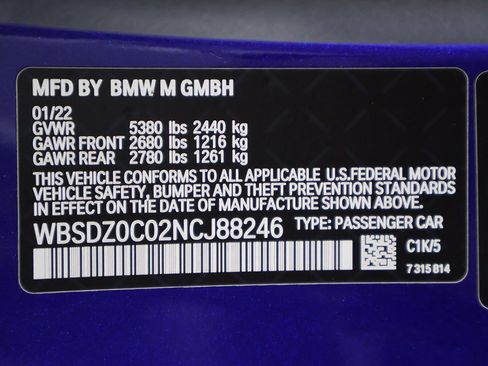 MFD BY BMW M GMBH
01/22
GVWR 5380 lbs 2440 kg
GAWR FRONT 2680 lbs 1216 kg
GAWR REAR 2780 lbs 1261 kg
THIS VEHICLE CONFORMS TO ALL APPLICABLE U.S.FEDERAL MOTOR
VEHICLE SAFETY, BUMPER AND THEFT PREVENTION STANDARDS
IN EFFECT ON THE DATE OF MANUFACTURE SHOWN ABOVE.
WBSDZ0C02NCJ88246 TYPE: PASSENGER CAR
C1K/5
7 315 814